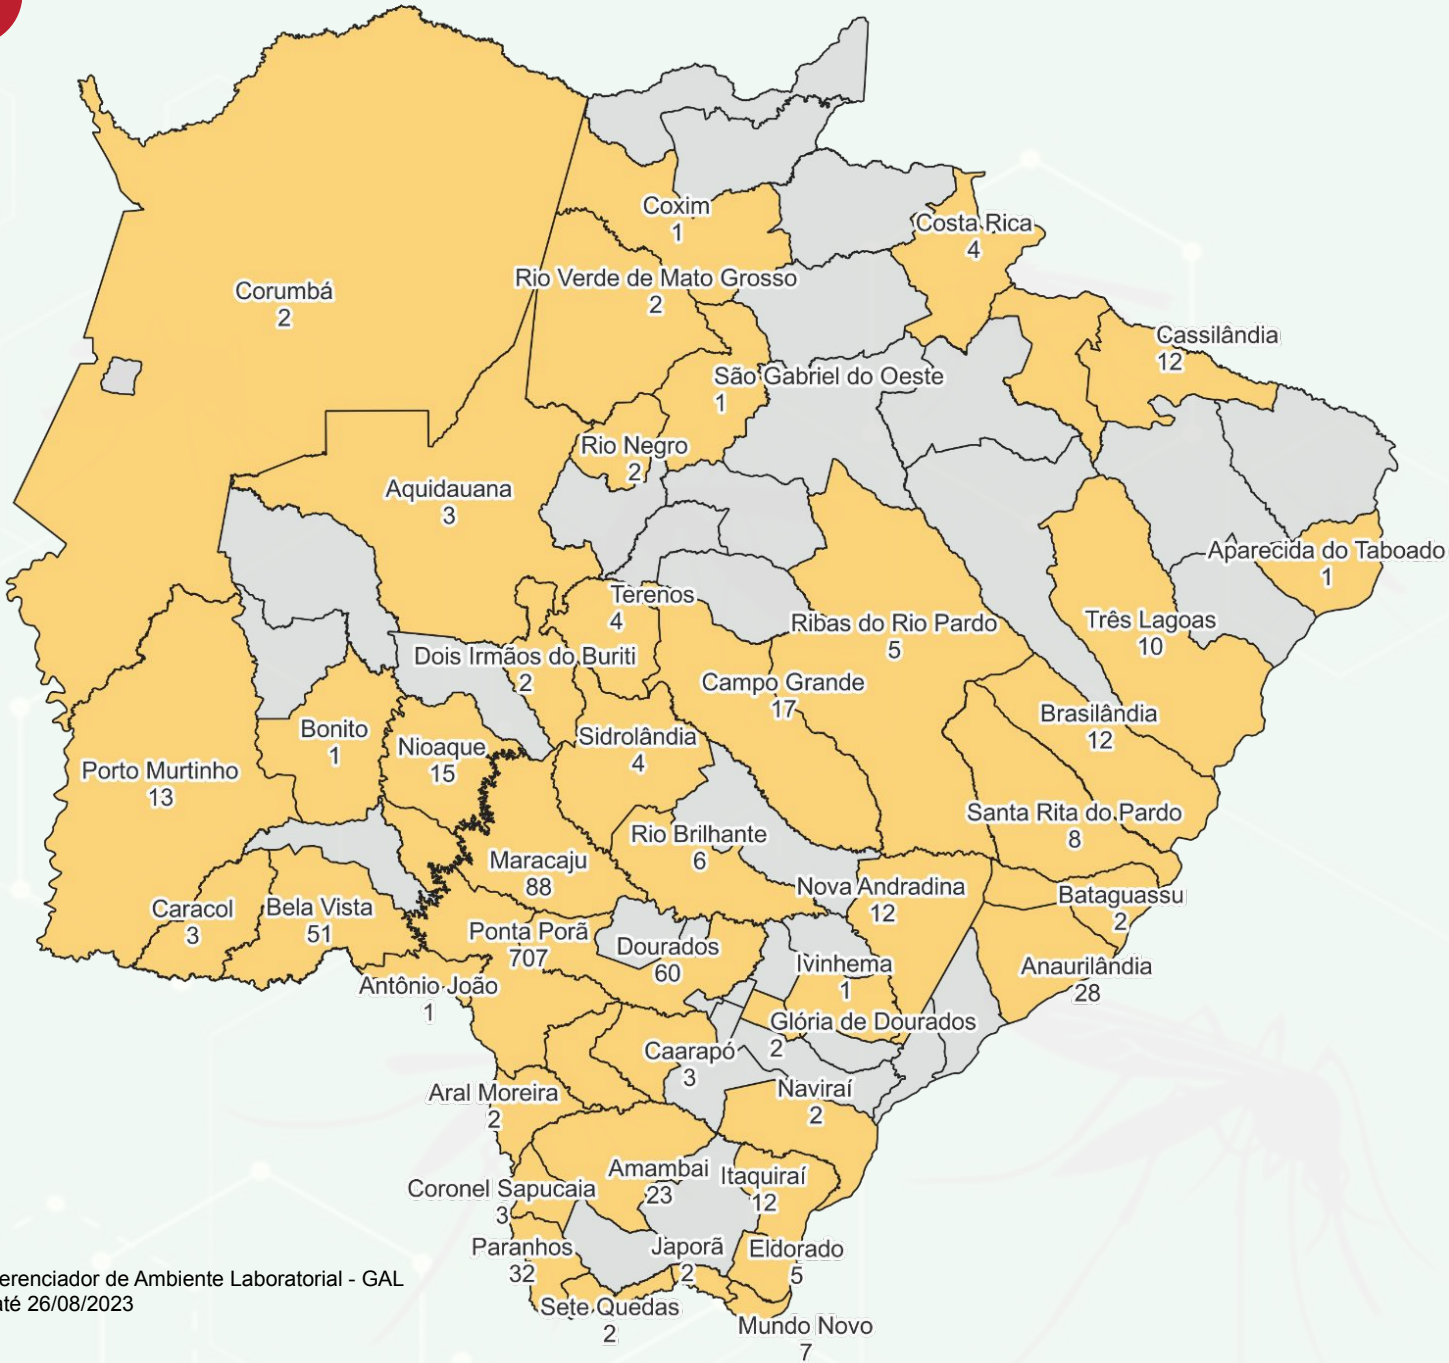 Coxim
1
Costa Rica
4
Rio Verde de Mato Grosso
2
Corumbá
2
Cassilândia
12
São Gabriel do Oeste
1
Rio Negro
2
Aquidauana
3
Aparecida do Taboado
1
Terenos
4
Ribas do Rio Pardo
5
Três Lagoas
10
Dois Irmãos do Buriti
2
Campo Grande
17
Brasilândia
12
Bonito
1
Nioaque
15
Sidrolândia
4
Porto Murtinho
13
Santa Rita do Pardo
8
Rio Brilhante
6
Maracaju
88
Nova Andradina
12
Bataguassu
2
Caracol
3
Bela Vista
51
Ponta Porã
707
Dourados
60
Ivinhema
1
Anaurilândia
28
Antônio João
1
Glória de Dourados
2
Caarapó
3
Aral Moreira
2
Naviraí
2
Amambai
23
Itaquiraí
12
Coronel Sapucaia
3
Paranhos
32
Japorã
2
Eldorado
5
Sete Quedas
2
Mundo Novo
7
erenciador de Ambiente Laboratorial - GAL
até 26/08/2023